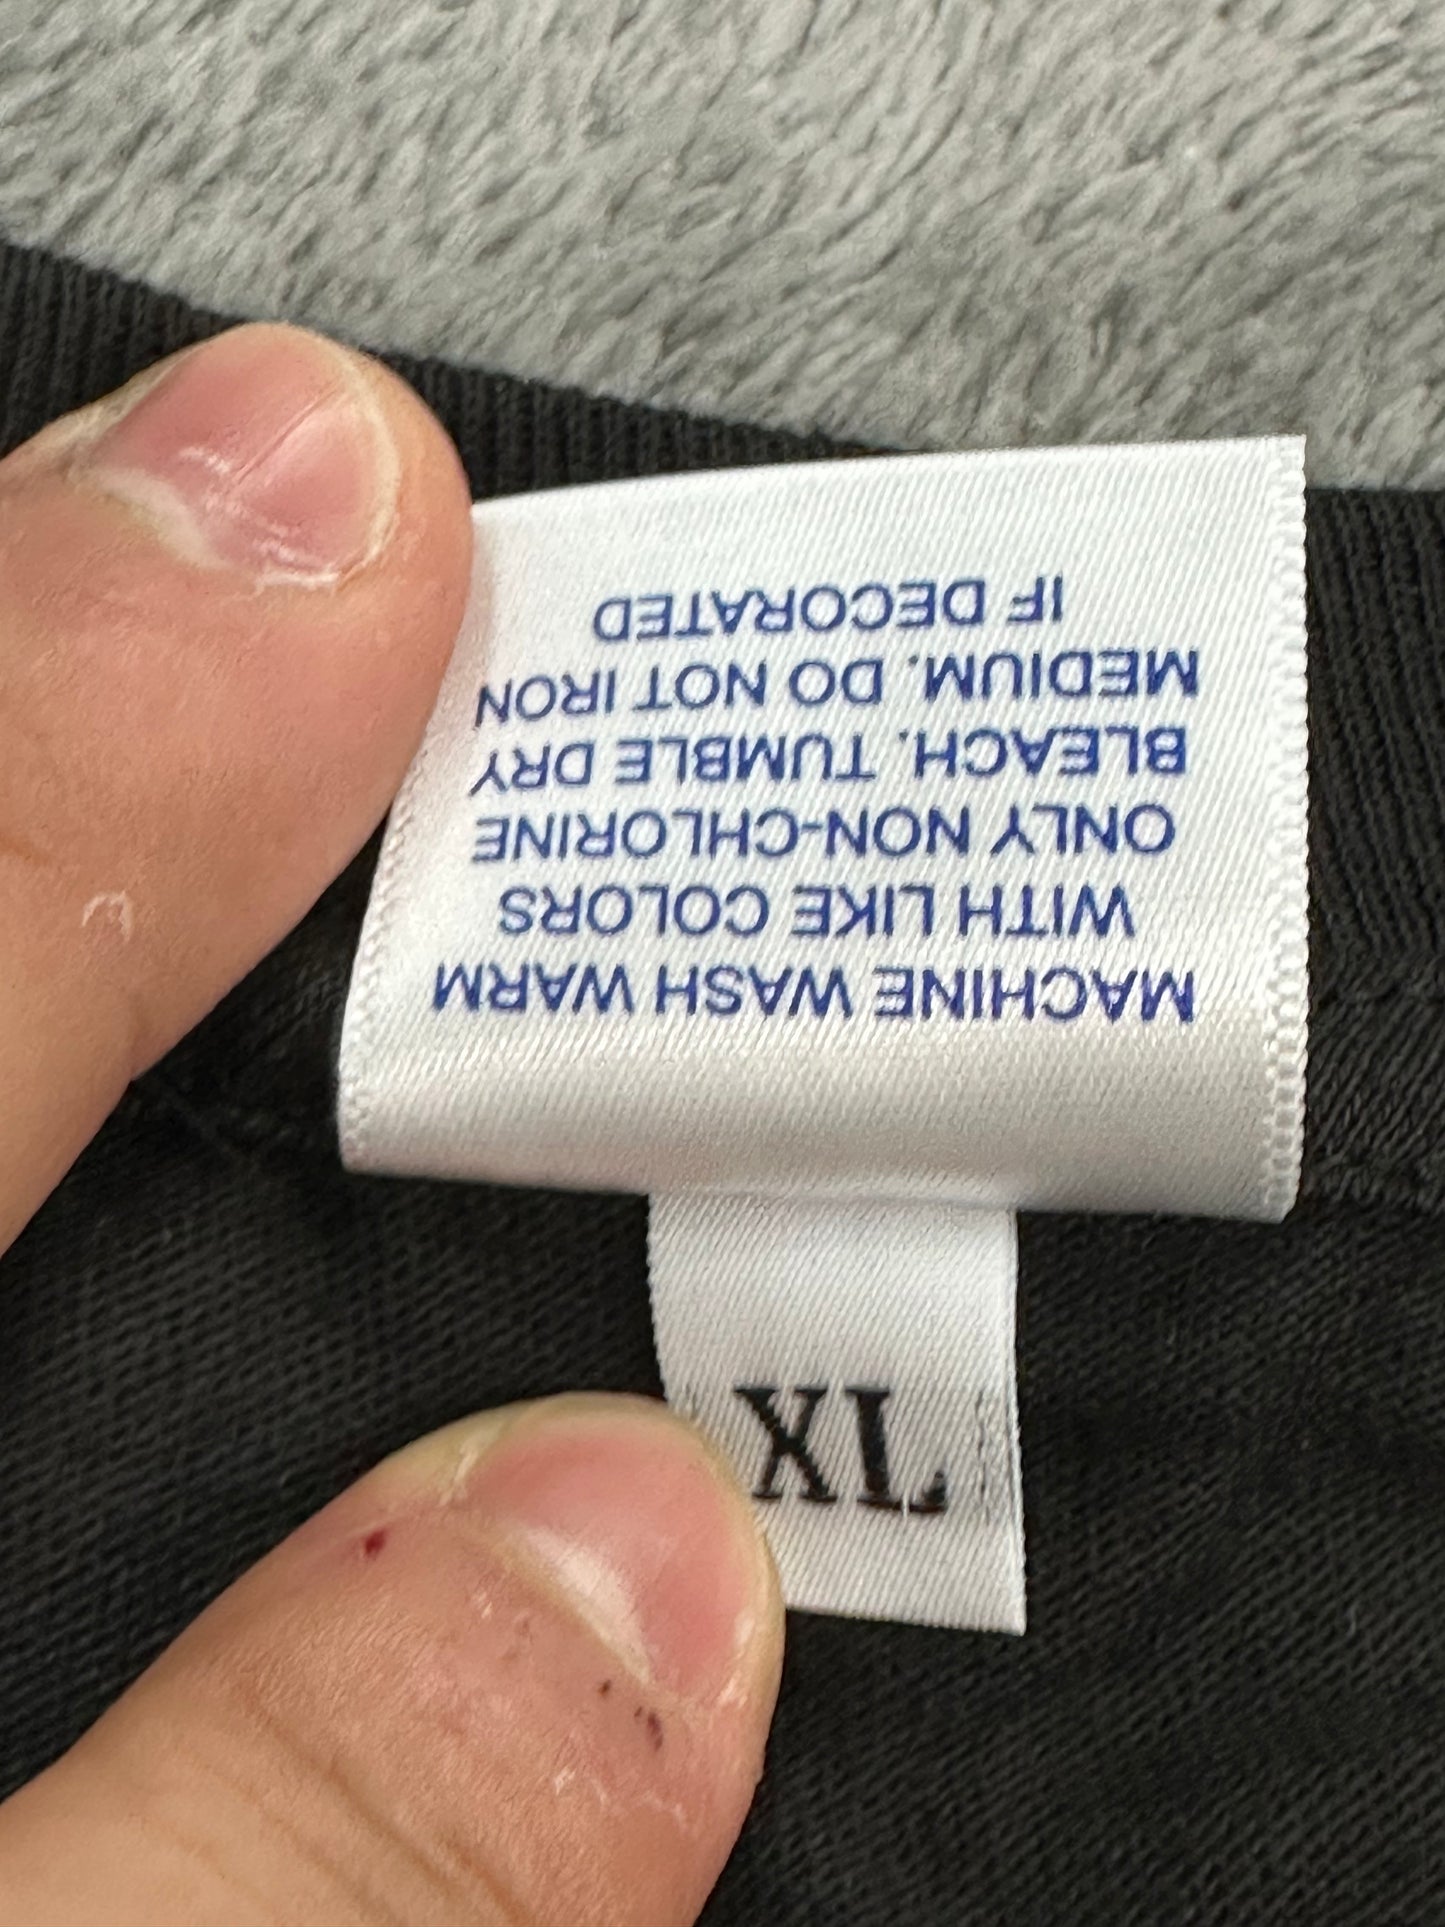 MACHINE WASH WARM
WITH LIKE COLORS
ONLY NON-CHLORINE
BLEACH. TUMBLE DRY
MEDIUM. DO NOT IRON
IF DECORATED
XL